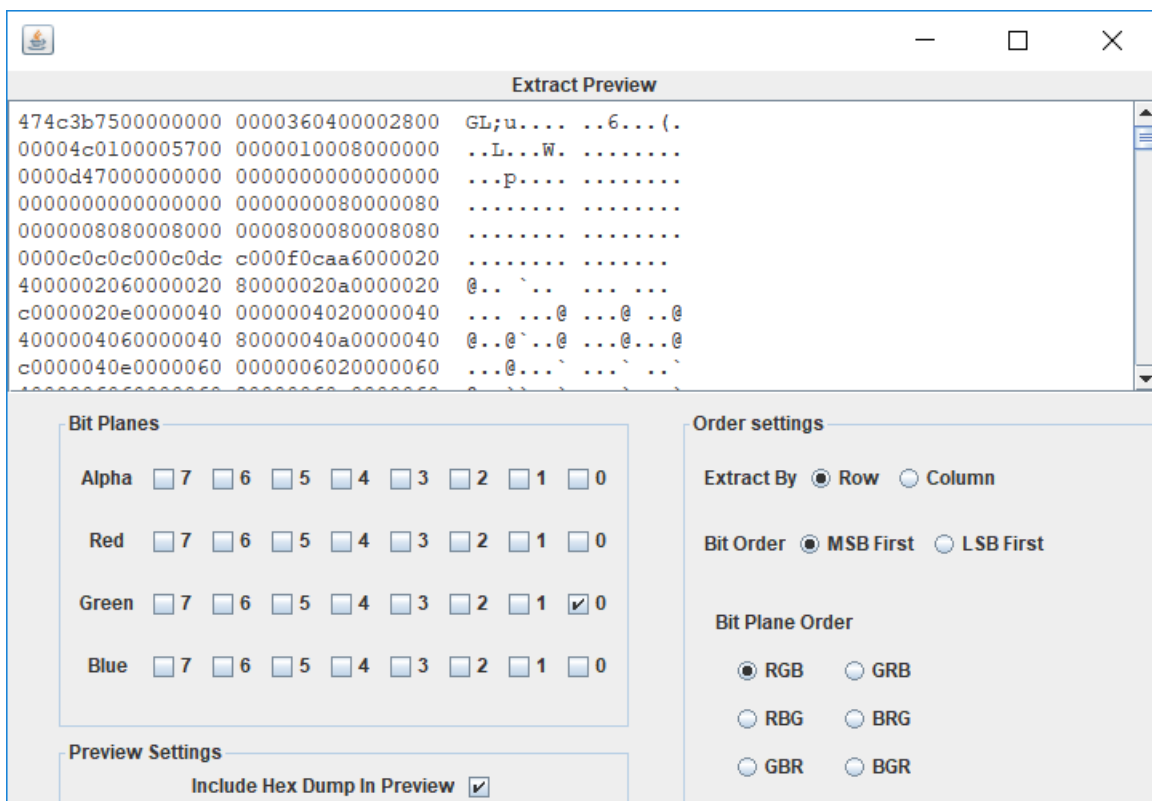 Extract Preview
474c3b7500000000 0000360400002800 GL;u.... ..6...(.
00004c0100005700 0000010008000000 ..L...W. ........
0000d47000000000 0000000000000000 ...p.... ........
0000000000000000 0000000080000080 ........ ........
0000008080008000 0000800080008080 ........ ........
0000c0c0c000c0dc c000f0caa6000020 ........ .......
4000002060000020 80000020a0000020 @.. `.. ... ...
c0000020e0000040 0000004020000040 ... ...@ ...@ ..@
4000004060000040 80000040a0000040 @..@`..@ ...@...@
c0000040e0000060 0000006020000060 ...@...` ...` ..`
Bit Planes
Alpha 7 6 5 4 3 2 1 0
Red 7 6 5 4 3 2 1 0
Green 7 6 5 4 3 2 1 0
Blue 7 6 5 4 3 2 1 0
Preview Settings
Include Hex Dump In Preview
Order settings
Extract By Row Column
Bit Order MSB First LSB First
Bit Plane Order
RGB GRB
RBG BRG
GBR BGR